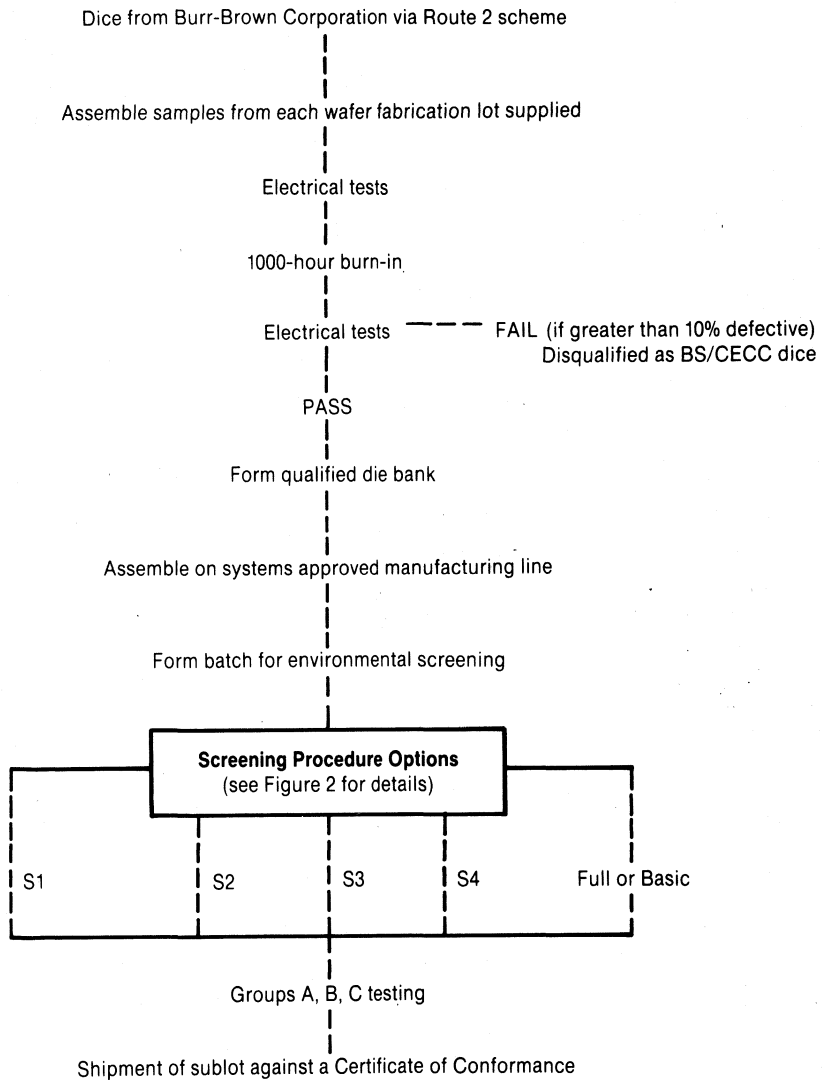 Dice from Burr-Brown Corporation via Route 2 scheme
Assemble samples from each wafer fabrication lot supplied
Electrical tests
1000-hour burn-in
Electrical tests
FAIL (if greater than 10% defective)
Disqualified as BS/CECC dice
PASS
Form qualified die bank
Assemble on systems approved manufacturing line
Form batch for environmental screening
Screening Procedure Options
(see Figure 2 for details)
S1
S2
S3
S4
Full or Basic
Groups A, B, C testing
Shipment of sublot against a Certificate of Conformance